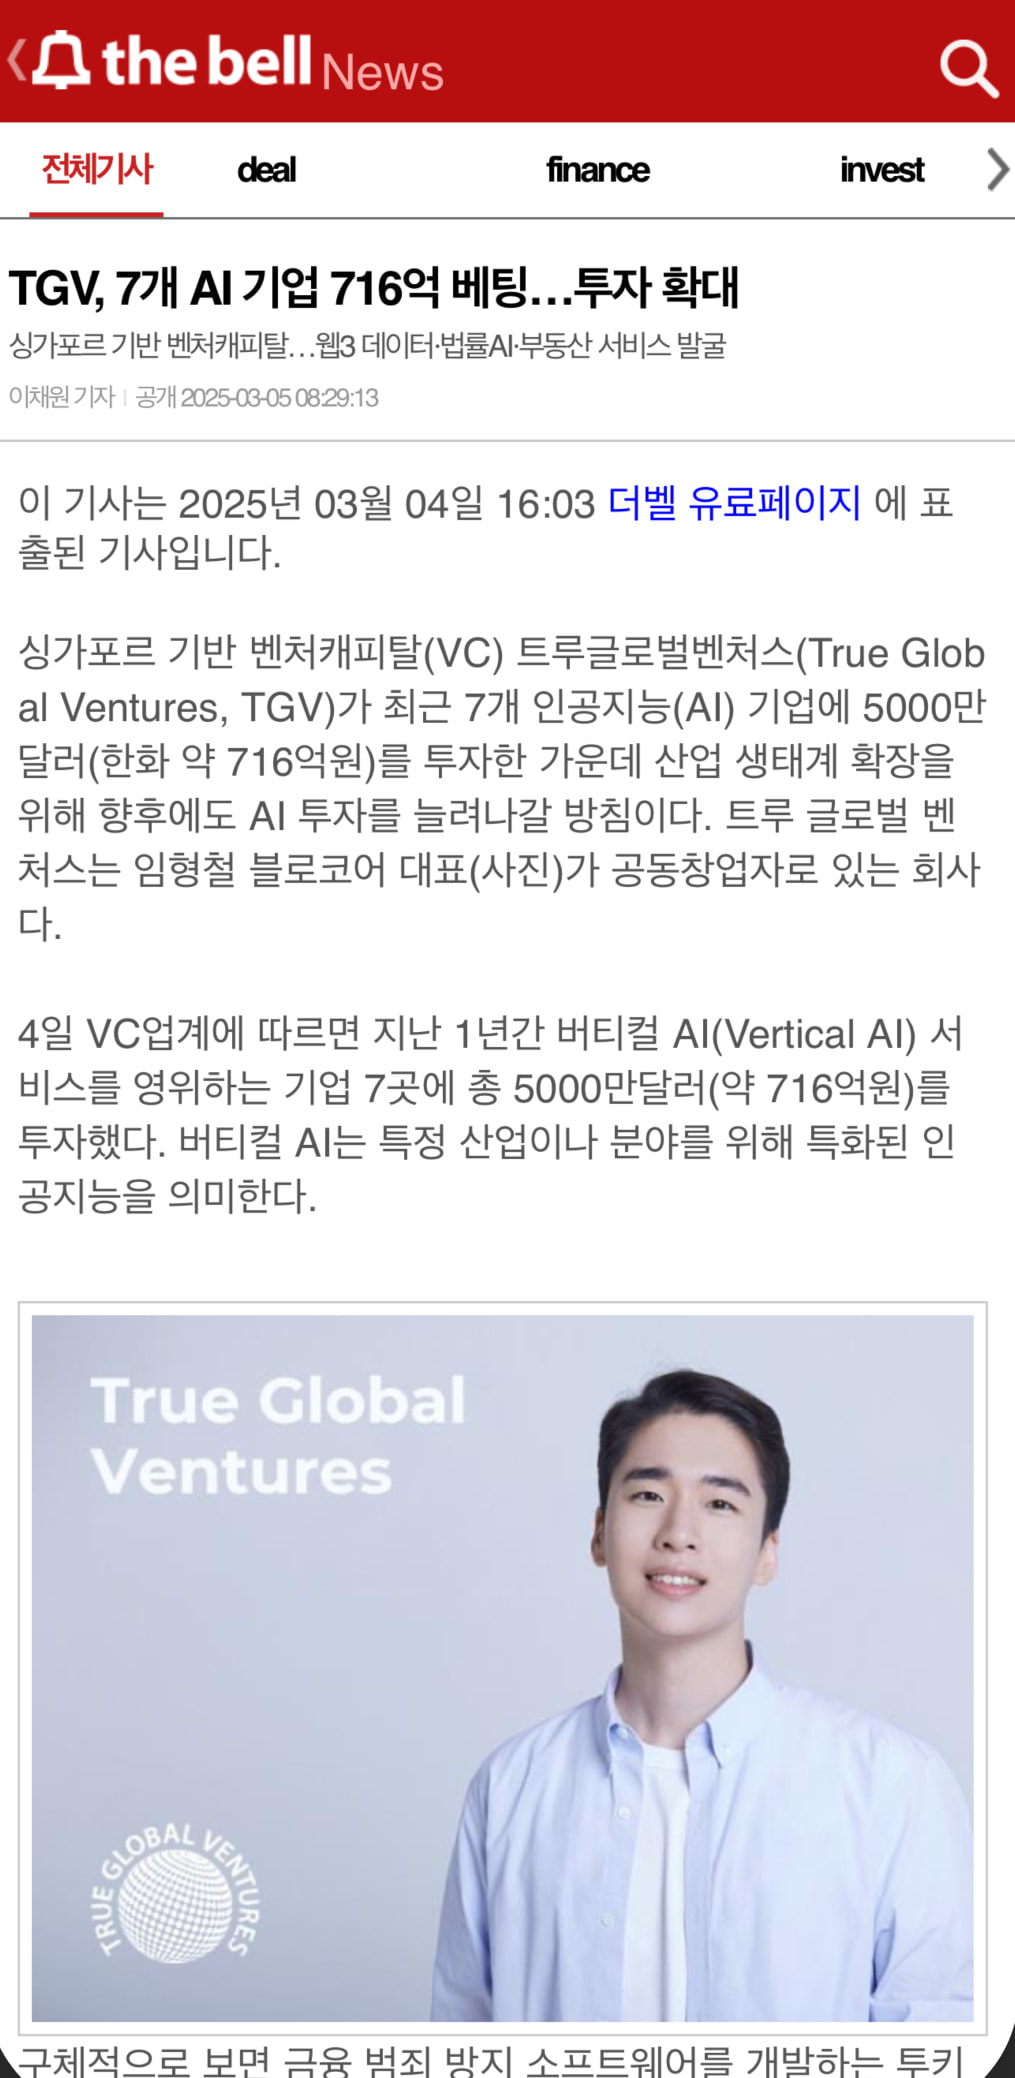 the bell News
전체기사 deal finance invest
TGV, 7개 AI 기업 716억 베팅…투자 확대
싱가포르 기반 벤처캐피탈…웹3 데이터·법률AI·부동산 서비스 발굴
이채원 기자 | 공개 2025-03-05 08:29:13
이 기사는 2025년 03월 04일 16:03 더벨 유료페이지 에 표
출된 기사입니다.
싱가포르 기반 벤처캐피탈(VC) 트루글로벌벤처스(True Glob
al Ventures, TGV)가 최근 7개 인공지능(AI) 기업에 5000만
달러(한화 약 716억원)를 투자한 가운데 산업 생태계 확장을
위해 향후에도 AI 투자를 늘려나갈 방침이다. 트루 글로벌 벤
처스는 임형철 블로코어 대표(사진)가 공동창업자로 있는 회사
다.
4일 VC업계에 따르면 지난 1년간 버티컬 AI(Vertical AI) 서
비스를 영위하는 기업 7곳에 총 5000만달러(약 716억원)를
투자했다. 버티컬 AI는 특정 산업이나 분야를 위해 특화된 인
공지능을 의미한다.
True Global
Ventures
TRUE GLOBAL VENTURES
구체적으로 보면 금융 범죄 방지 소프트웨어를 개발하는 투키